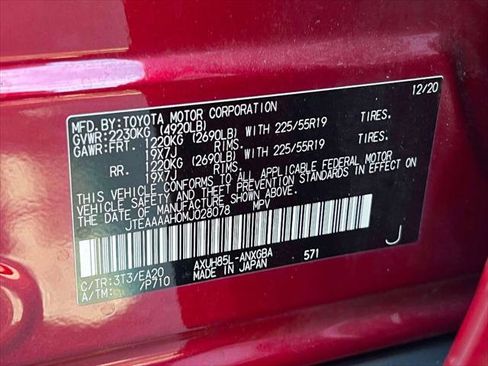 MFD.BY:TOYOTA MOTOR CORPORATION 12/20
GVWR:2230KG (4920LB)
GAWR:FRT. 1220KG (2690LB) WITH 225/55R19 TIRES.
19X7J RIMS.
RR. 1220KG (2690LB) WITH 225/55R19 TIRES.
19X7J RIMS.
THIS VEHICLE CONFORMS TO ALL APPLICABLE FEDERAL MOTOR
VEHICLE SAFETY AND THEFT PREVENTION STANDARDS IN EFFECT ON
THE DATE OF MANUFACTURE SHOWN ABOVE.
JTEAAAAH0MJ028078 MPV
C/TR:3T3/EA20 AXUH85L-ANXGBA 571 J
A/TM: /P710 MADE IN JAPAN